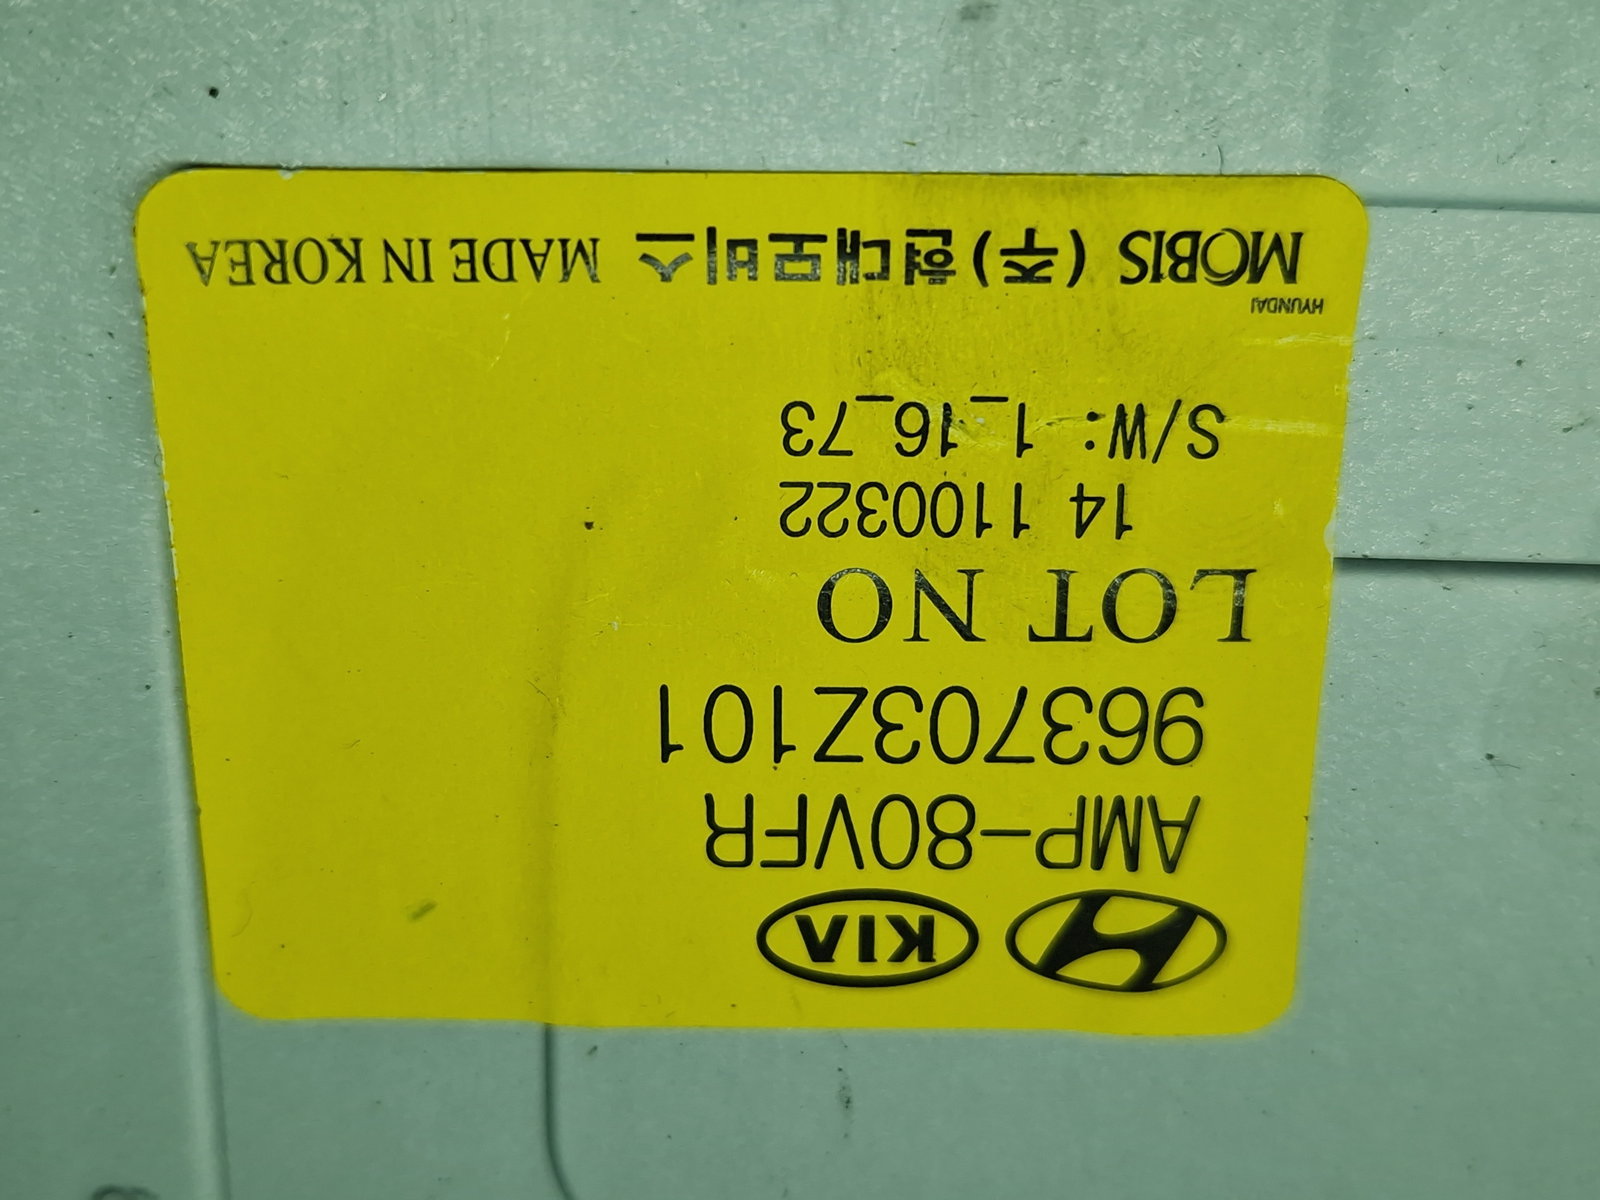 KIA
AMP-80VFR
963703Z101
LOT NO
14 1100322
S/W: 1_16_73
HYUNDAI
MOBIS (주)현대모비스 MADE IN KOREA